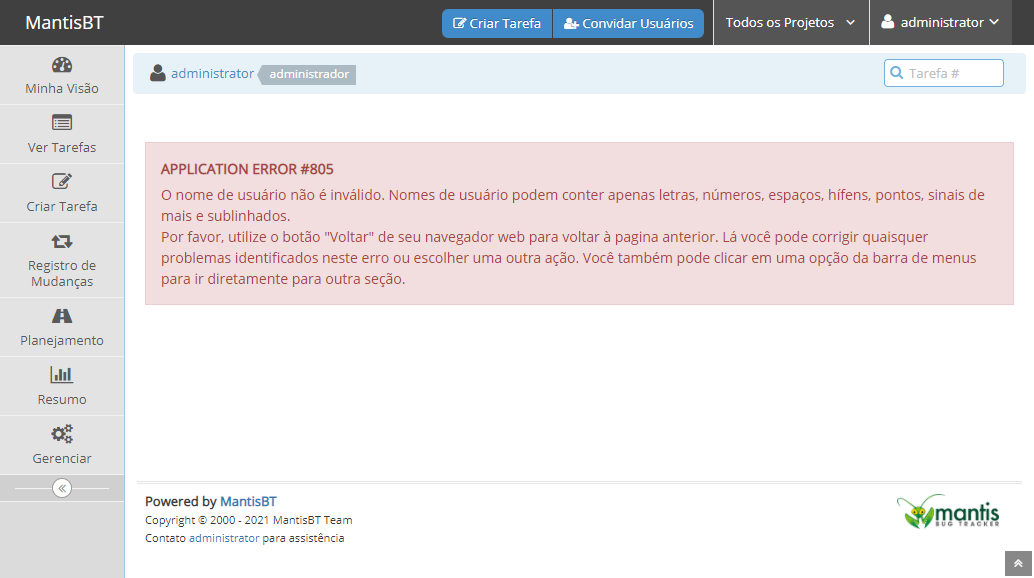 MantisBT
Criar Tarefa
Convidar Usuários
Todos os Projetos
administrator
administrator
administrador
Tarefa #
Minha Visão
Ver Tarefas
Criar Tarefa
Registro de
Mudanças
Planejamento
Resumo
Gerenciar
APPLICATION ERROR #805
O nome de usuário não é inválido. Nomes de usuário podem conter apenas letras, números, espaços, hífens, pontos, sinais de
mais e sublinhados.
Por favor, utilize o botão "Voltar" de seu navegador web para voltar à pagina anterior. Lá você pode corrigir quaisquer
problemas identificados neste erro ou escolher uma outra ação. Você também pode clicar em uma opção da barra de menus
para ir diretamente para outra seção.
Powered by MantisBT
Copyright © 2000 - 2021 MantisBT Team
Contato administrator para assistência
mantis
BUG TRACKER